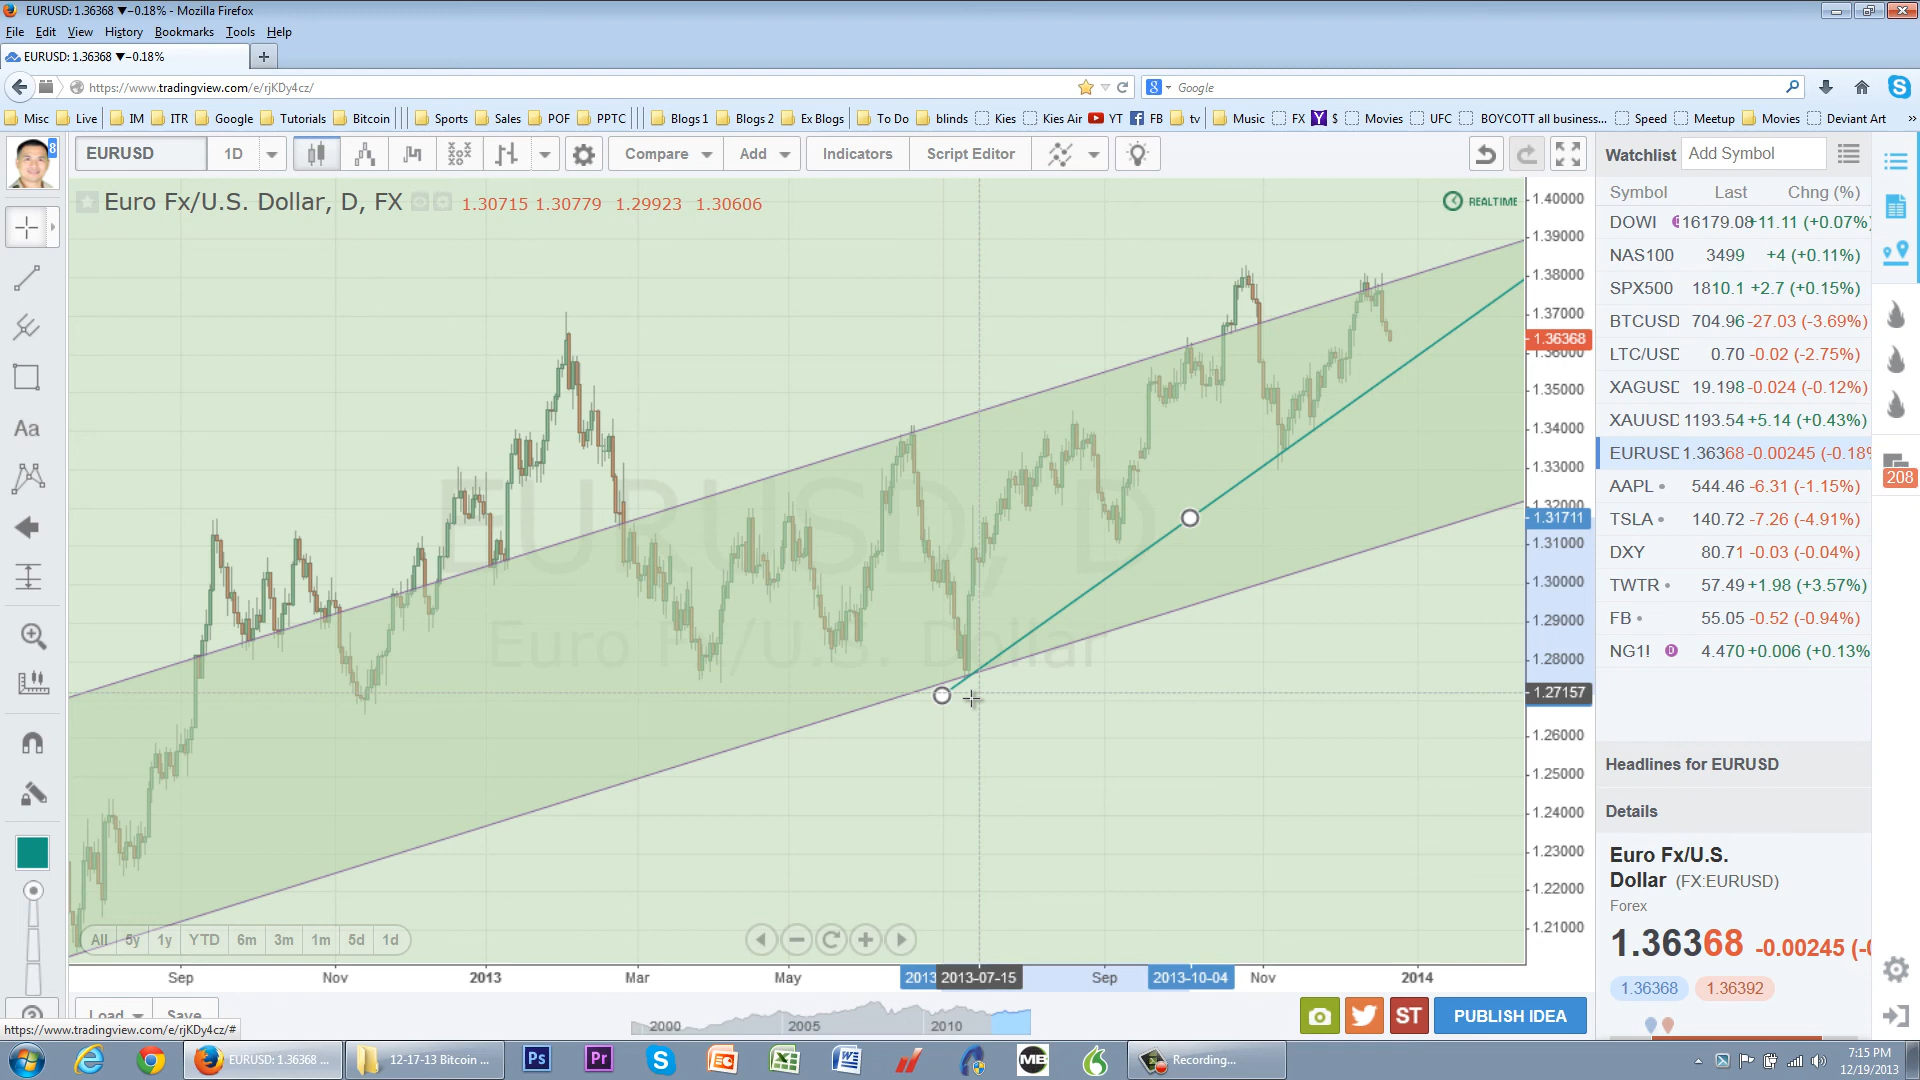 EURUSD: 1.36368 ▼−0.18% - Mozilla Firefox
File Edit View History Bookmarks Tools Help
EURUSD: 1.36368 ▼−0.18%
https://www.tradingview.com/e/rjKDy4cz/
Google
Misc Live IM ITR Google Tutorials Bitcoin Sports Sales POF PPTC Blogs 1 Blogs 2 Ex Blogs To Do blinds Kies Kies Air YT FB tv Music FX $ Movies UFC BOYCOTT all business... Speed Meetup Movies Deviant Art »
EURUSD 1D Compare Add Indicators Script Editor
Watchlist Add Symbol
Euro Fx/U.S. Dollar, D, FX 1.30715 1.30779 1.29923 1.30606
REALTIME
Symbol Last Chng (%)
DOWI 16179.08 +11.11 (+0.07%)
NAS100 3499 +4 (+0.11%)
SPX500 1810.1 +2.7 (+0.15%)
BTCUSD 704.96 -27.03 (-3.69%)
LTC/USD 0.70 -0.02 (-2.75%)
XAGUSD 19.198 -0.024 (-0.12%)
XAUUSD 1193.54 +5.14 (+0.43%)
EURUSD 1.36368 -0.00245 (-0.18%
AAPL 544.46 -6.31 (-1.15%)
TSLA 140.72 -7.26 (-4.91%)
DXY 80.71 -0.03 (-0.04%)
TWTR 57.49 +1.98 (+3.57%)
FB 55.05 -0.52 (-0.94%)
NG1! D 4.470 +0.006 (+0.13%
208
1.40000
1.39000
1.38000
1.37000
1.36368
1.36000
1.35000
1.34000
1.33000
1.32000
1.31711
1.31000
1.30000
1.29000
1.28000
1.27157
1.26000
1.25000
1.24000
1.23000
1.22000
1.21000
EURUSD, D
Euro Fx/U.S. Dollar
Aa
Headlines for EURUSD
Details
Euro Fx/U.S.
Dollar (FX:EURUSD)
Forex
1.36368 -0.00245 (-0
1.36368 1.36392
All 5y 1y YTD 6m 3m 1m 5d 1d
Sep Nov 2013 Mar May 2013 2013-07-15 Sep 2013-10-04 Nov 2014
Load Save
2000 2005 2010
ST PUBLISH IDEA
https://www.tradingview.com/e/rjKDy4cz/#
EURUSD: 1.36368 ...
12-17-13 Bitcoin ...
Ps Pr
MB
Recording...
7:15 PM
12/19/2013